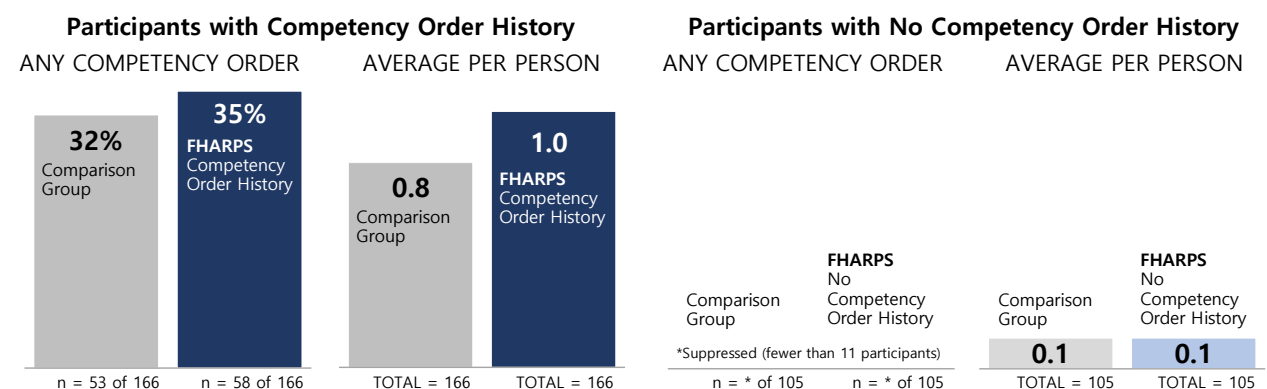 Participants with Competency Order History
ANY COMPETENCY ORDER
32%
Comparison
Group
35%
FHARPS
Competency
Order History
n = 53 of 166
n = 58 of 166
AVERAGE PER PERSON
0.8
Comparison
Group
1.0
FHARPS
Competency
Order History
TOTAL = 166
TOTAL = 166
Participants with No Competency Order History
ANY COMPETENCY ORDER
Comparison
Group
FHARPS
No
Competency
Order History
*Suppressed (fewer than 11 participants)
n = * of 105
n = * of 105
AVERAGE PER PERSON
Comparison
Group
0.1
FHARPS
No
Competency
Order History
0.1
TOTAL = 105
TOTAL = 105